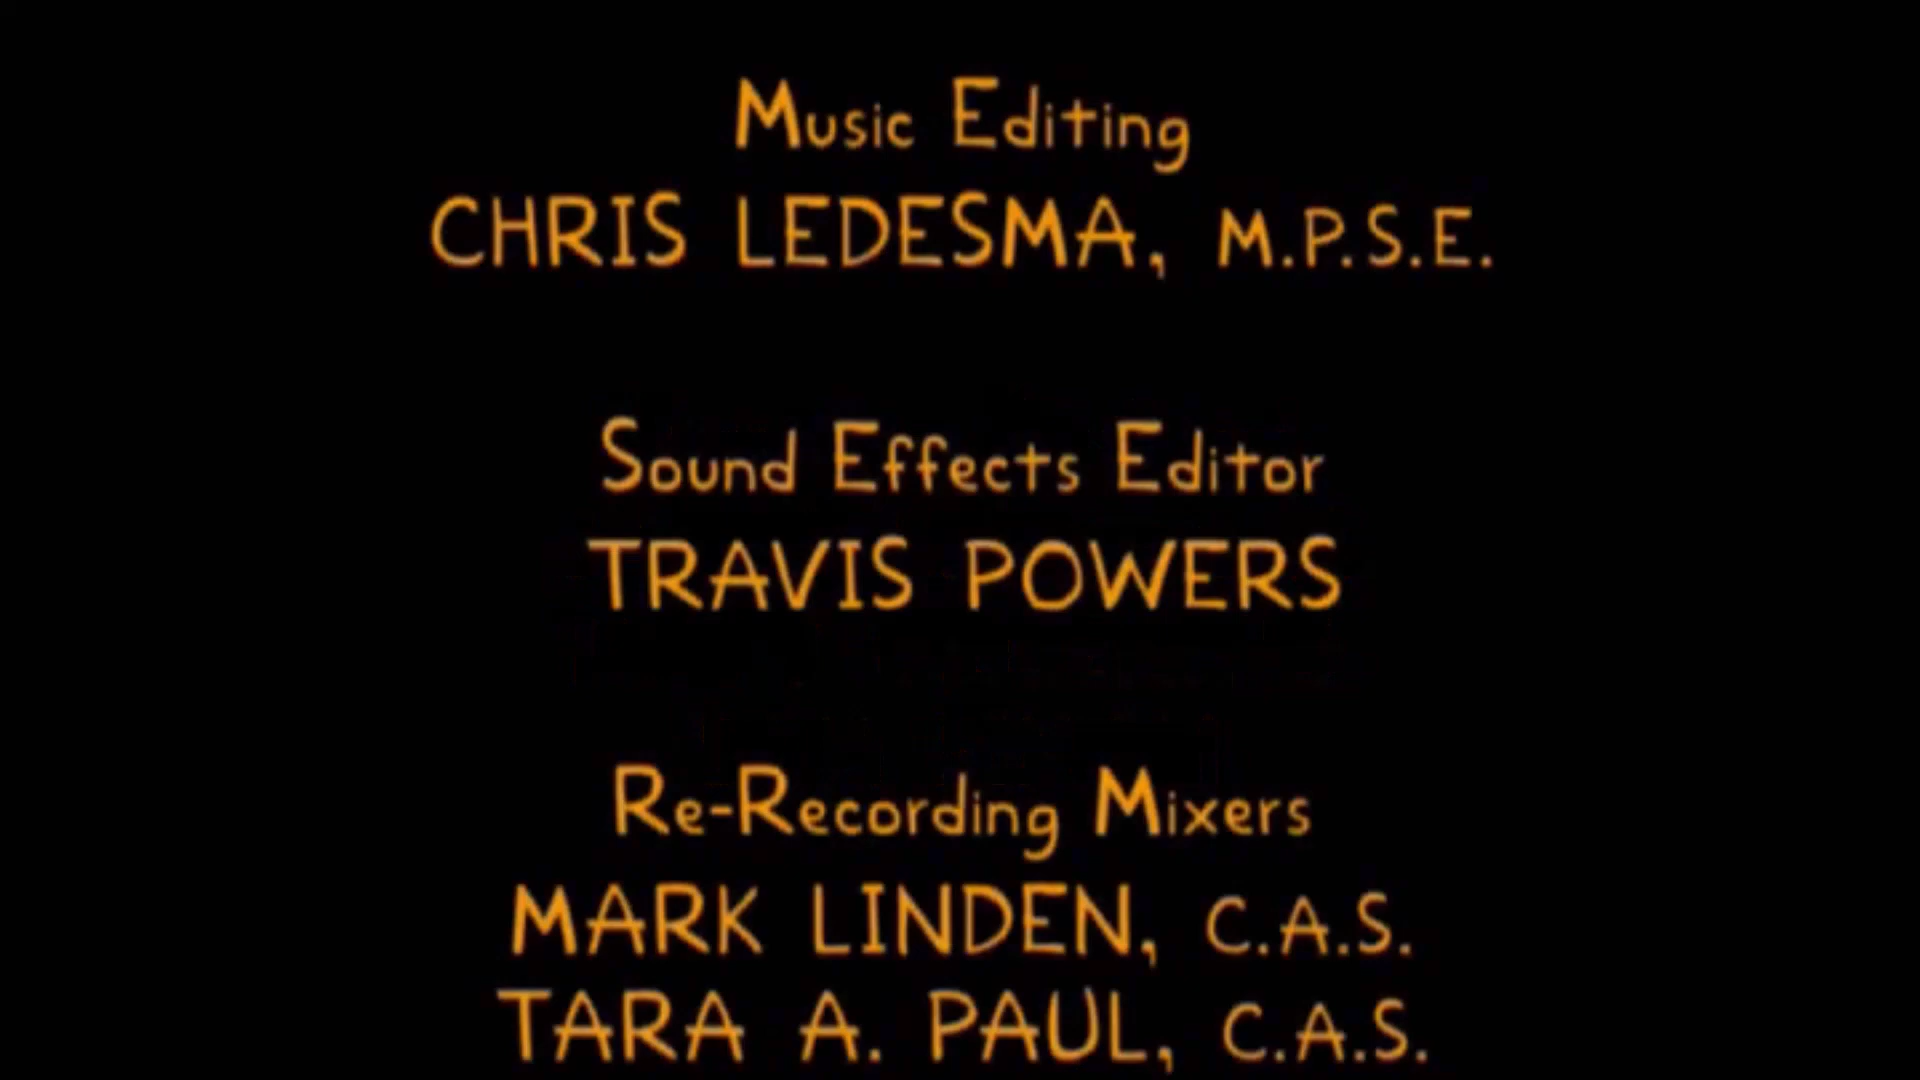 Music Editing
CHRIS LEDESMA, M.P.S.E.
Sound Effects Editor
TRAVIS POWERS
Re-Recording Mixers
MARK LINDEN, C.A.S.
TARA A. PAUL, C.A.S.